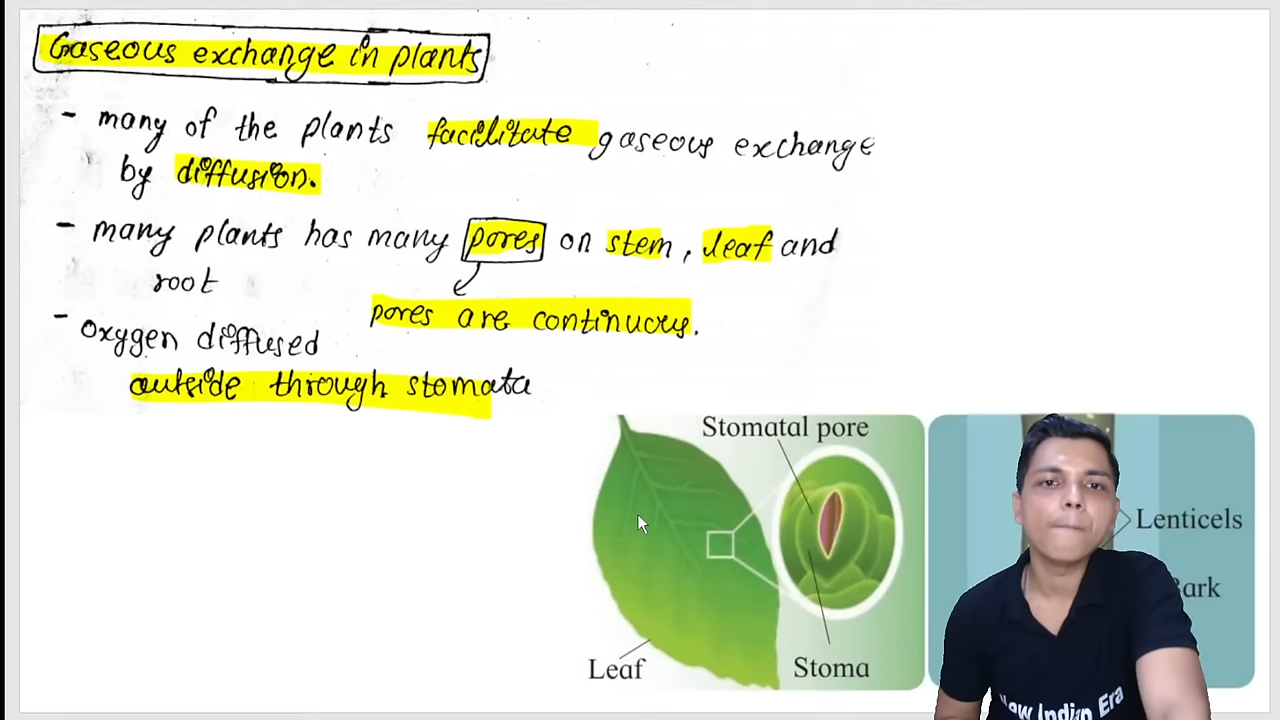 Gaseous exchange in plants
- many of the plants facilitate gaseous exchange
by diffusion.
- many plants has many pores on stem, leaf and
root
pores are continuous.
- oxygen diffused
outside through stomata
Stomatal pore
Leaf
Stoma
Lenticels
New Indian Era